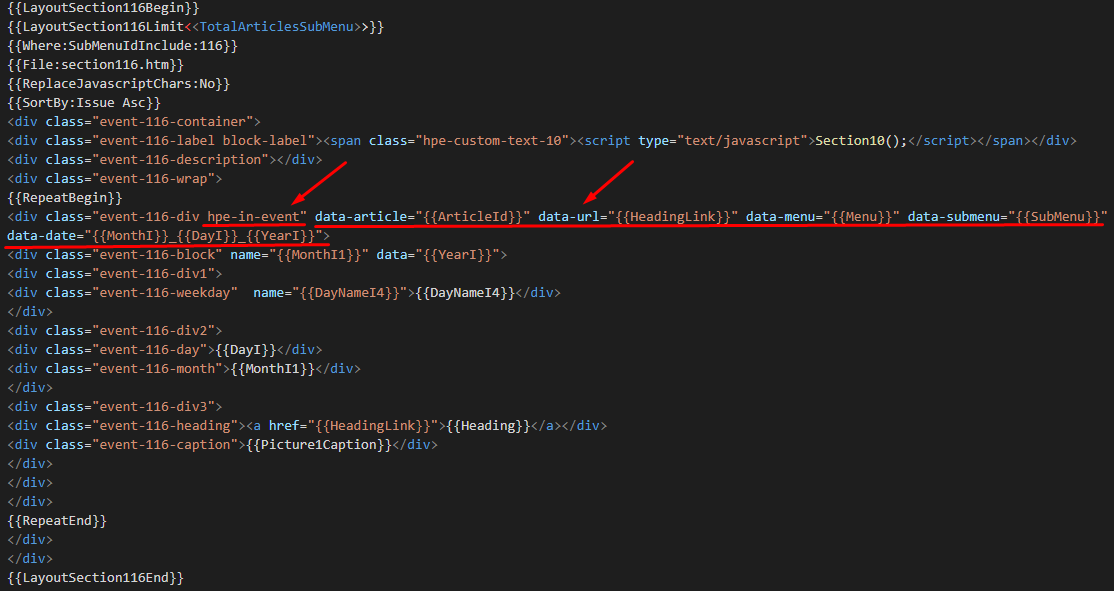 {{LayoutSection116Begin}}
{{LayoutSection116Limit<<TotalArticlesSubMenu>>}}
{{Where:SubMenuIdInclude:116}}
{{File:section116.htm}}
{{ReplaceJavascriptChars:No}}
{{SortBy:Issue Asc}}
<div class="event-116-container">
<div class="event-116-label block-label"><span class="hpe-custom-text-10"><script type="text/javascript">Section10();</script></span></div>
<div class="event-116-description"></div>
<div class="event-116-wrap">
{{RepeatBegin}}
<div class="event-116-div hpe-in-event" data-article="{{ArticleId}}" data-url="{{HeadingLink}}" data-menu="{{Menu}}" data-submenu="{{SubMenu}}"
data-date="{{MonthI}}_{{DayI}}_{{YearI}}">
<div class="event-116-block" name="{{MonthI1}}" data="{{YearI}}">
<div class="event-116-div1">
<div class="event-116-weekday"  name="{{DayNameI4}}">{{DayNameI4}}</div>
</div>
<div class="event-116-div2">
<div class="event-116-day">{{DayI}}</div>
<div class="event-116-month">{{MonthI1}}</div>
</div>
<div class="event-116-div3">
<div class="event-116-heading"><a href="{{HeadingLink}}">{{Heading}}</a></div>
<div class="event-116-caption">{{Picture1Caption}}</div>
</div>
</div>
</div>
{{RepeatEnd}}
</div>
</div>
{{LayoutSection116End}}